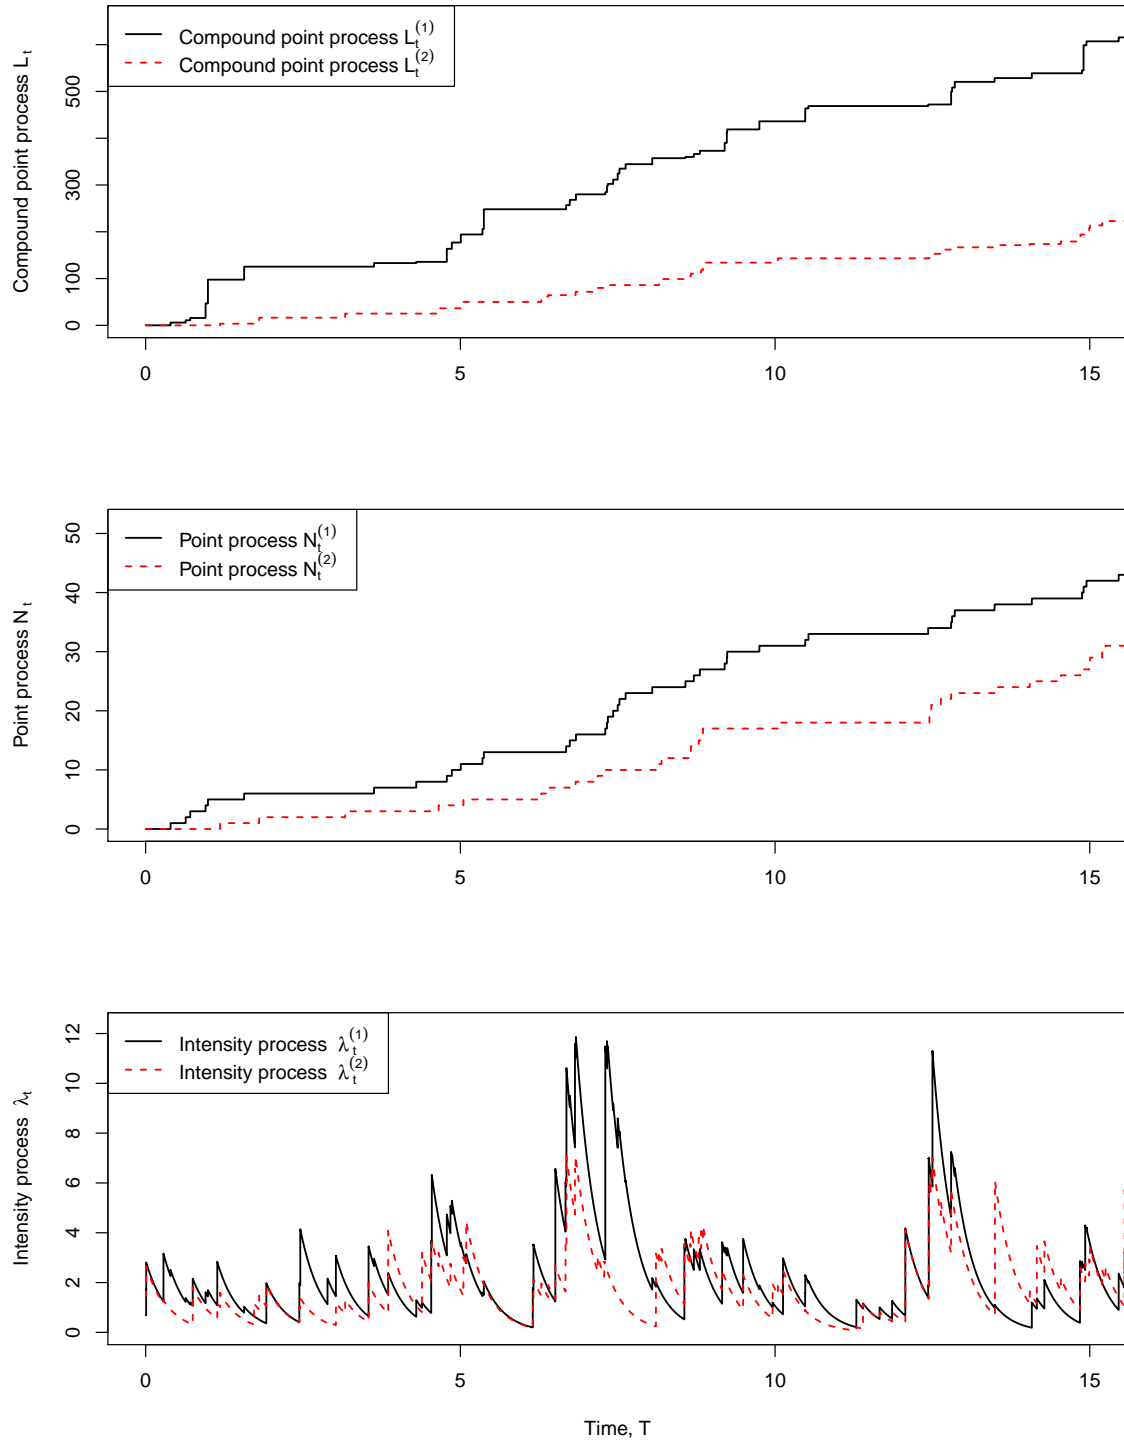 Compound point process L_t^(1)
Compound point process L_t^(2)
Compound point process L_t
0 100 300 500
0 5 10 15
Point process N_t^(1)
Point process N_t^(2)
Point process N_t
0 10 20 30 40 50
0 5 10 15
Intensity process λ_t^(1)
Intensity process λ_t^(2)
Intensity process λ_t
0 2 4 6 8 10 12
0 5 10 15
Time, T